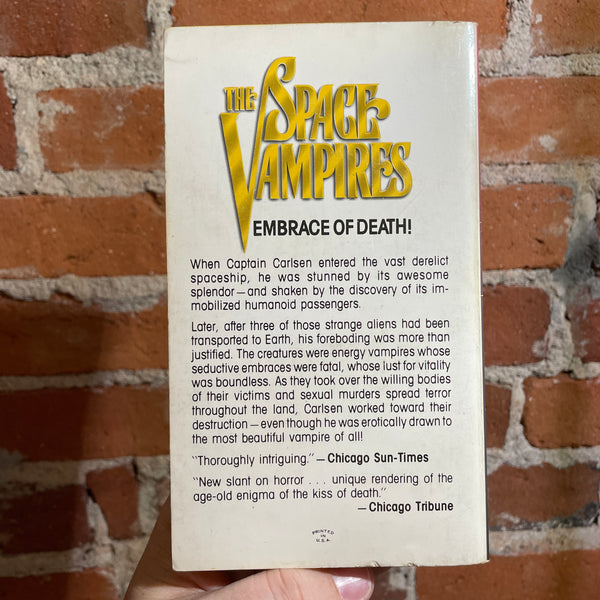 THE SPACE
VAMPIRES
EMBRACE OF DEATH!
When Captain Carlsen entered the vast derelict
spaceship, he was stunned by its awesome
splendor—and shaken by the discovery of its im-
mobilized humanoid passengers.
Later, after three of those strange aliens had been
transported to Earth, his foreboding was more than
justified. The creatures were energy vampires whose
seductive embraces were fatal, whose lust for vitality
was boundless. As they took over the willing bodies
of their victims and sexual murders spread terror
throughout the land, Carlsen worked toward their
destruction—even though he was erotically drawn to
the most beautiful vampire of all!
"Thoroughly intriguing."—Chicago Sun-Times
"New slant on horror . . . unique rendering of the
age-old enigma of the kiss of death."
—Chicago Tribune
PRINTED
IN
U.S.A.